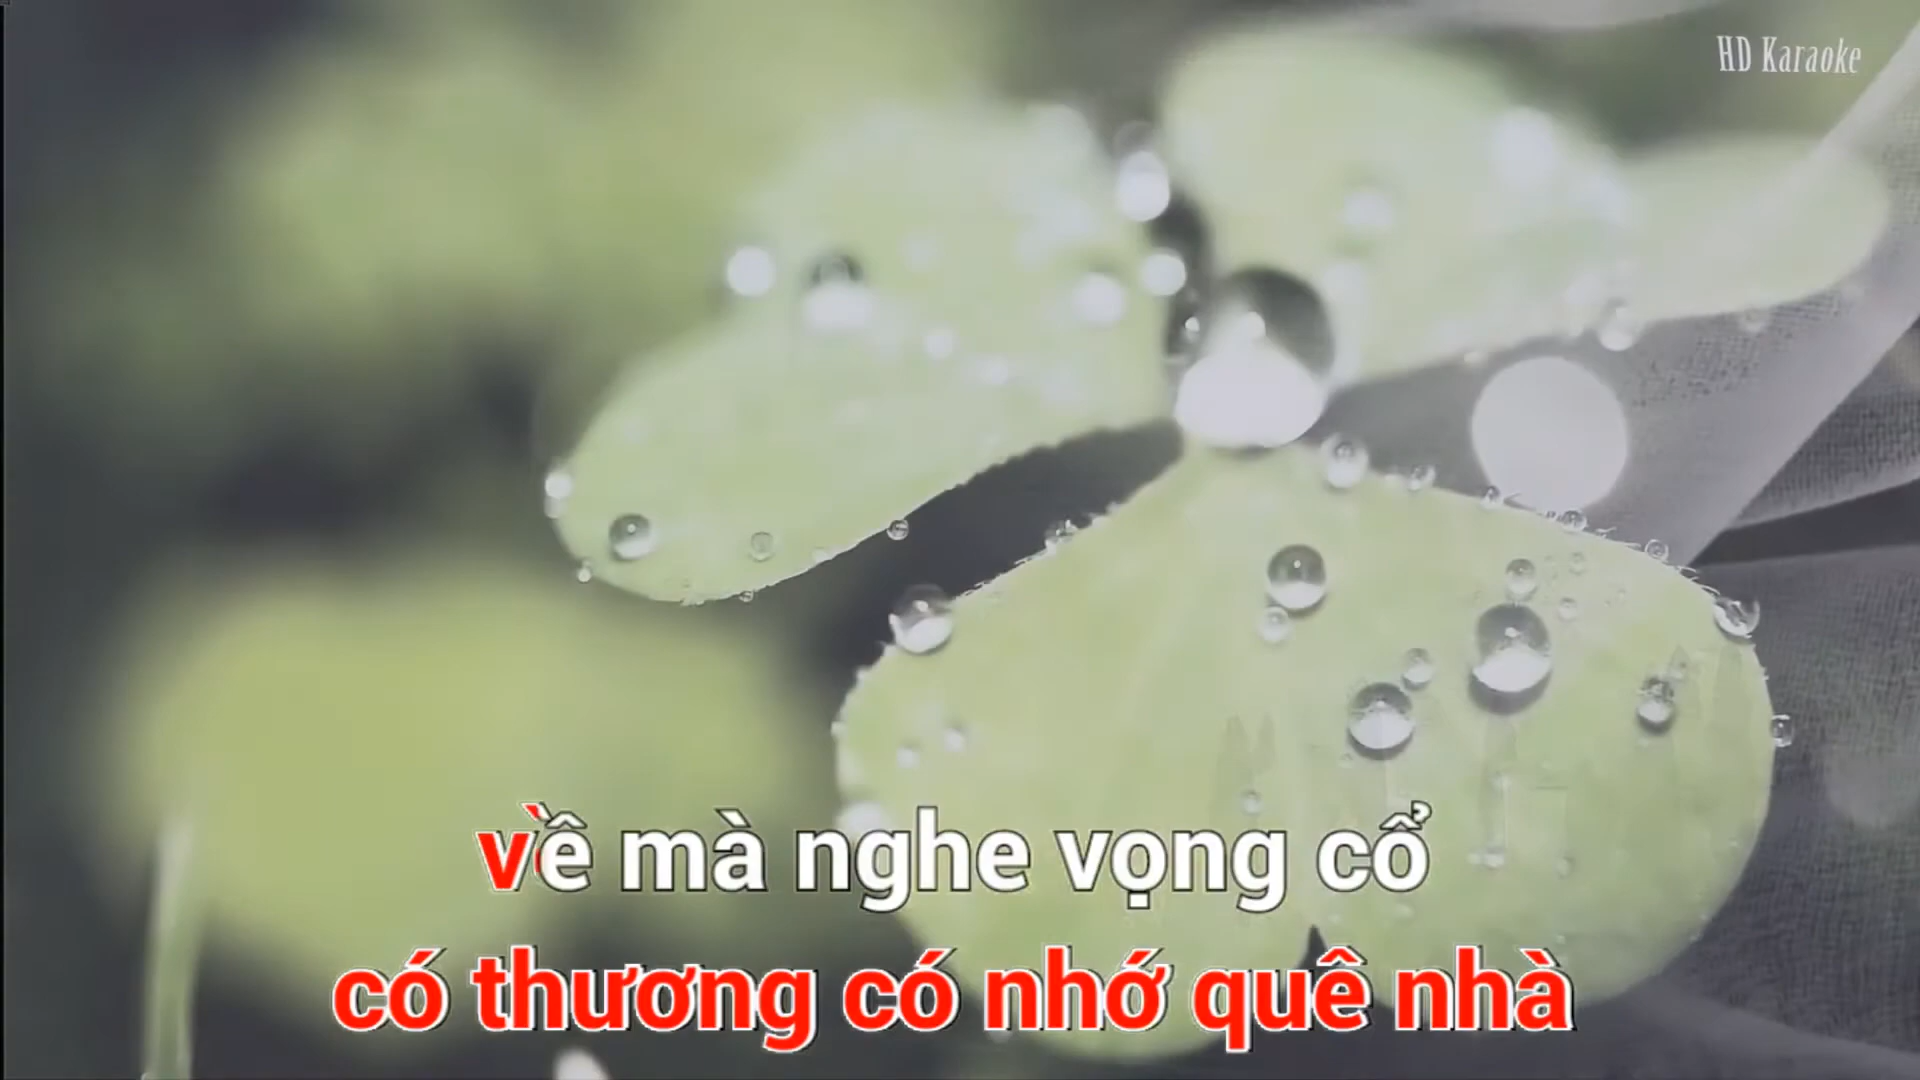 HD Karaoke
về mà nghe vọng cổ
có thương có nhớ quê nhà